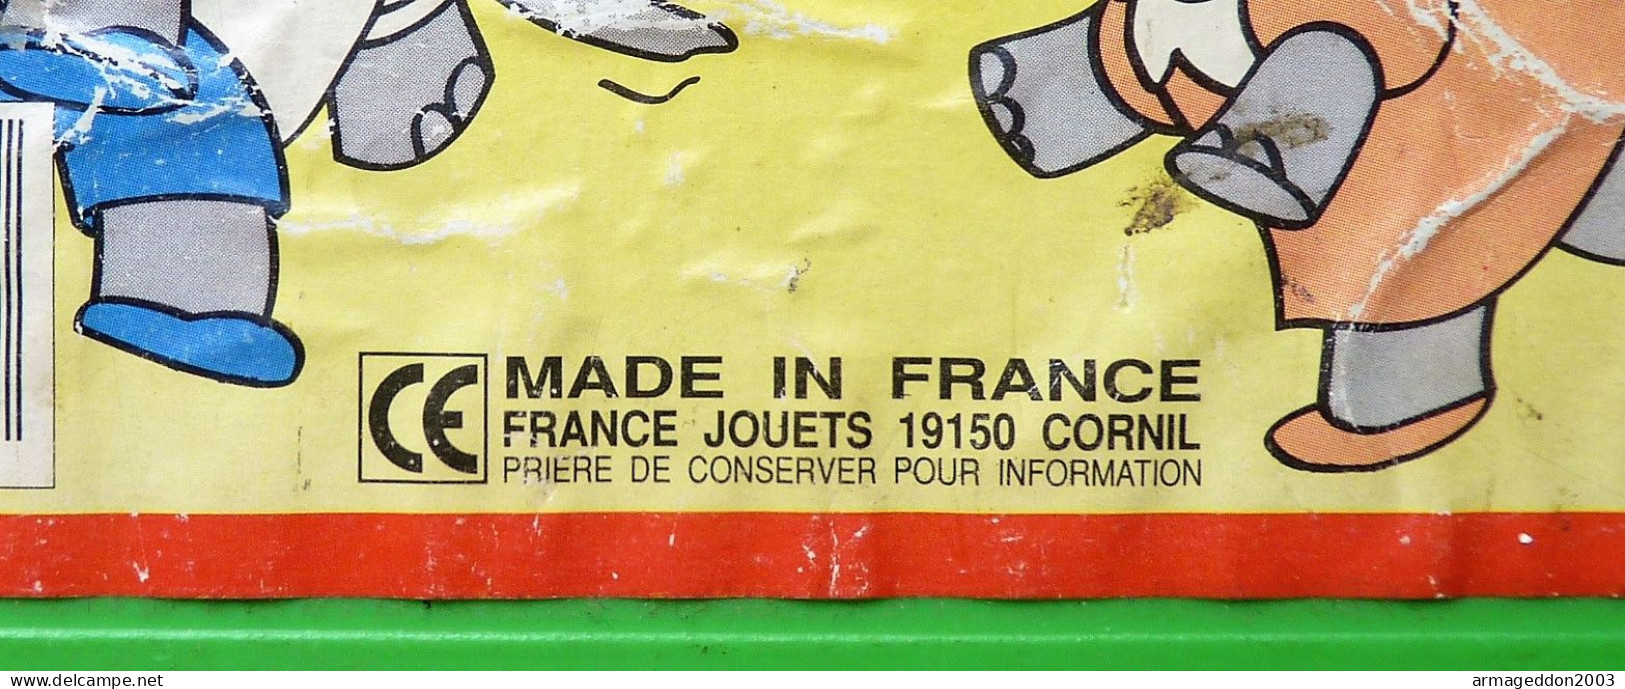 CE
MADE IN FRANCE
FRANCE JOUETS 19150 CORNIL
PRIERE DE CONSERVER POUR INFORMATION
www.delcampe.net
armageddon2003